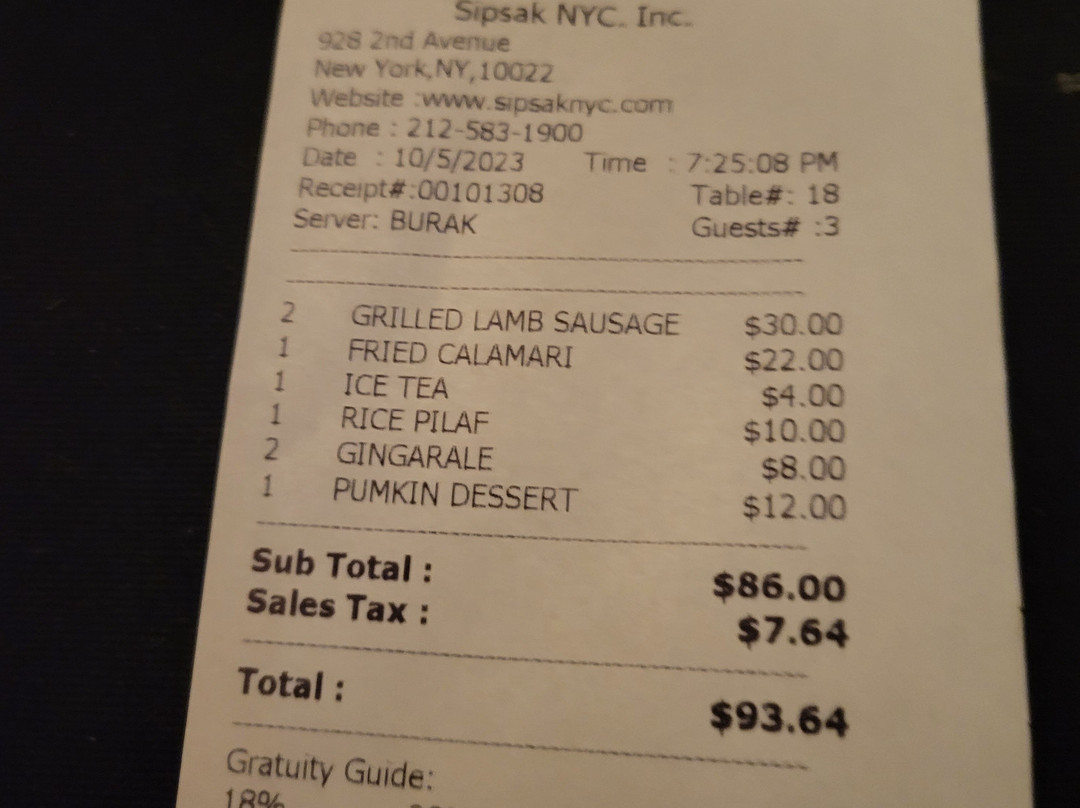 Sipsak NYC. Inc.
928 2nd Avenue
New York,NY,10022
Website :www.sipsaknyc.com
Phone : 212-583-1900
Date : 10/5/2023 Time : 7:25:08 PM
Receipt#:00101308 Table#: 18
Server: BURAK Guests# :3
2 GRILLED LAMB SAUSAGE $30.00
1 FRIED CALAMARI $22.00
1 ICE TEA $4.00
1 RICE PILAF $10.00
2 GINGARALE $8.00
1 PUMKIN DESSERT $12.00
Sub Total : $86.00
Sales Tax : $7.64
Total : $93.64
Gratuity Guide:
18%